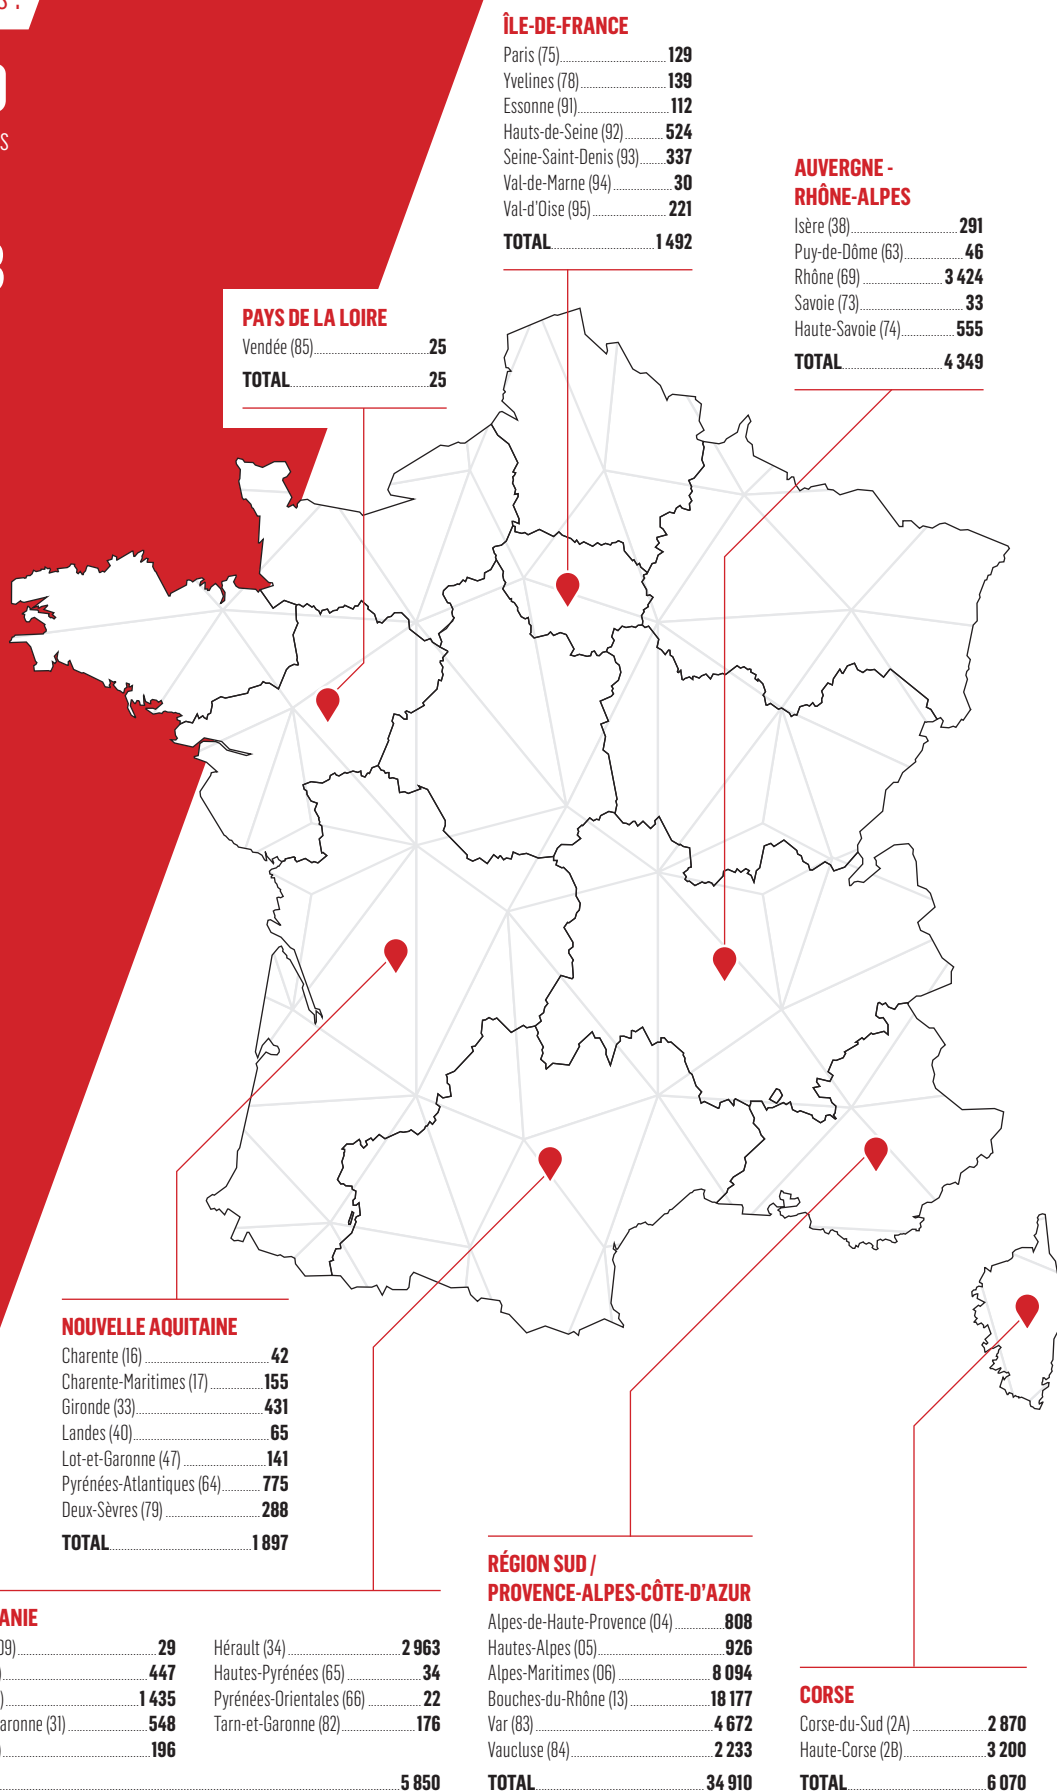 ÎLE-DE-FRANCE
Paris (75) 129
Yvelines (78) 139
Essonne (91) 112
Hauts-de-Seine (92) 524
Seine-Saint-Denis (93) 337
Val-de-Marne (94) 30
Val-d'Oise (95) 221
TOTAL 1 492
AUVERGNE -
RHÔNE-ALPES
Isère (38) 291
Puy-de-Dôme (63) 46
Rhône (69) 3 424
Savoie (73) 33
Haute-Savoie (74) 555
TOTAL 4 349
PAYS DE LA LOIRE
Vendée (85) 25
TOTAL 25
NOUVELLE AQUITAINE
Charente (16) 42
Charente-Maritimes (17) 155
Gironde (33) 431
Landes (40) 65
Lot-et-Garonne (47) 141
Pyrénées-Atlantiques (64) 775
Deux-Sèvres (79) 288
TOTAL 1 897
ANIE
09) 29
) 447
) 1 435
aronne (31) 548
) 196
Hérault (34) 2 963
Hautes-Pyrénées (65) 34
Pyrénées-Orientales (66) 22
Tarn-et-Garonne (82) 176
5 850
RÉGION SUD /
PROVENCE-ALPES-CÔTE-D'AZUR
Alpes-de-Haute-Provence (04) 808
Hautes-Alpes (05) 926
Alpes-Maritimes (06) 8 094
Bouches-du-Rhône (13) 18 177
Var (83) 4 672
Vaucluse (84) 2 233
TOTAL 34 910
CORSE
Corse-du-Sud (2A) 2 870
Haute-Corse (2B) 3 200
TOTAL 6 070